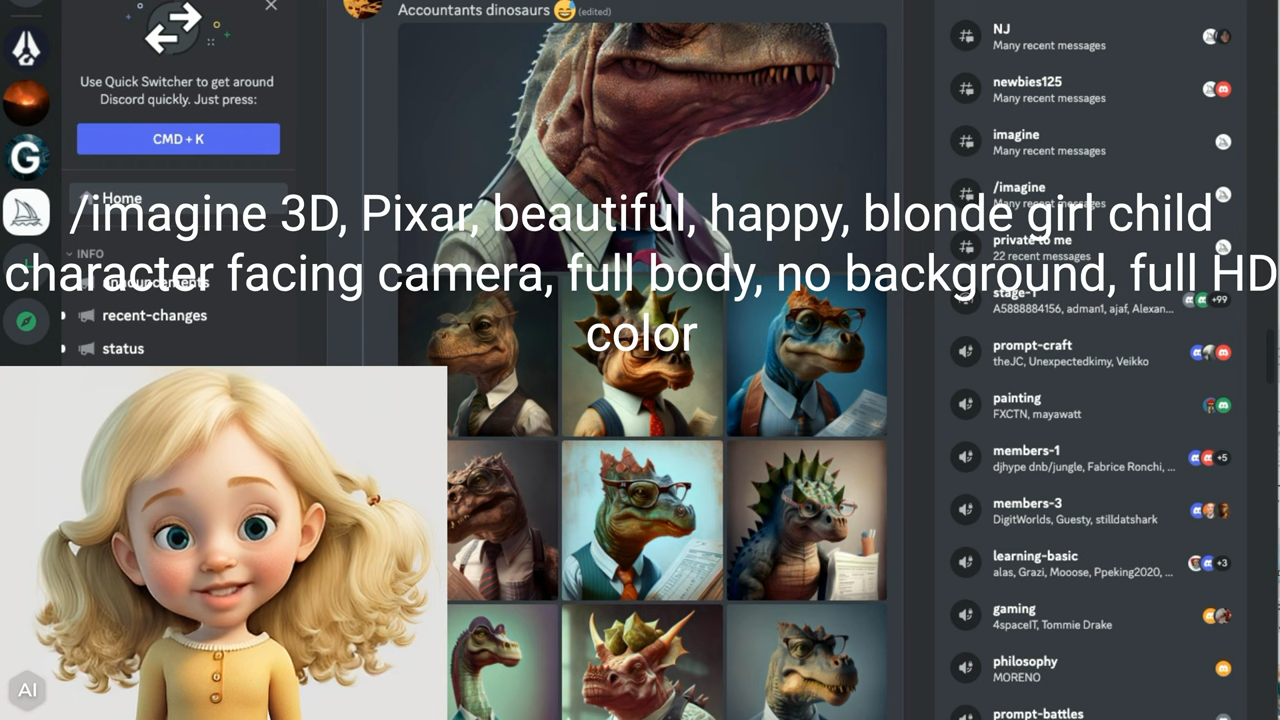 Accountants dinosaurs 😅 (edited)
Use Quick Switcher to get around
Discord quickly. Just press:
CMD + K
Home
/imagine 3D, Pixar, beautiful, happy, blonde girl child
character facing camera, full body, no background, full HD
color
INFO
announcements
recent-changes
status
G
AI
NJ
Many recent messages
newbies125
Many recent messages
imagine
Many recent messages
/imagine
Many recent messages
private to me
22 recent messages
stage-1
A5888884156, adman1, ajaf, Alexan...
+99
prompt-craft
theJC, Unexpectedkimy, Veikko
painting
FXCTN, mayawatt
members-1
djhype dnb/jungle, Fabrice Ronchi, ...
+5
members-3
DigitWorlds, Guesty, stilldatshark
learning-basic
alas, Grazi, Mooose, Ppeking2020, ...
+3
gaming
4spaceIT, Tommie Drake
philosophy
MORENO
prompt-battles